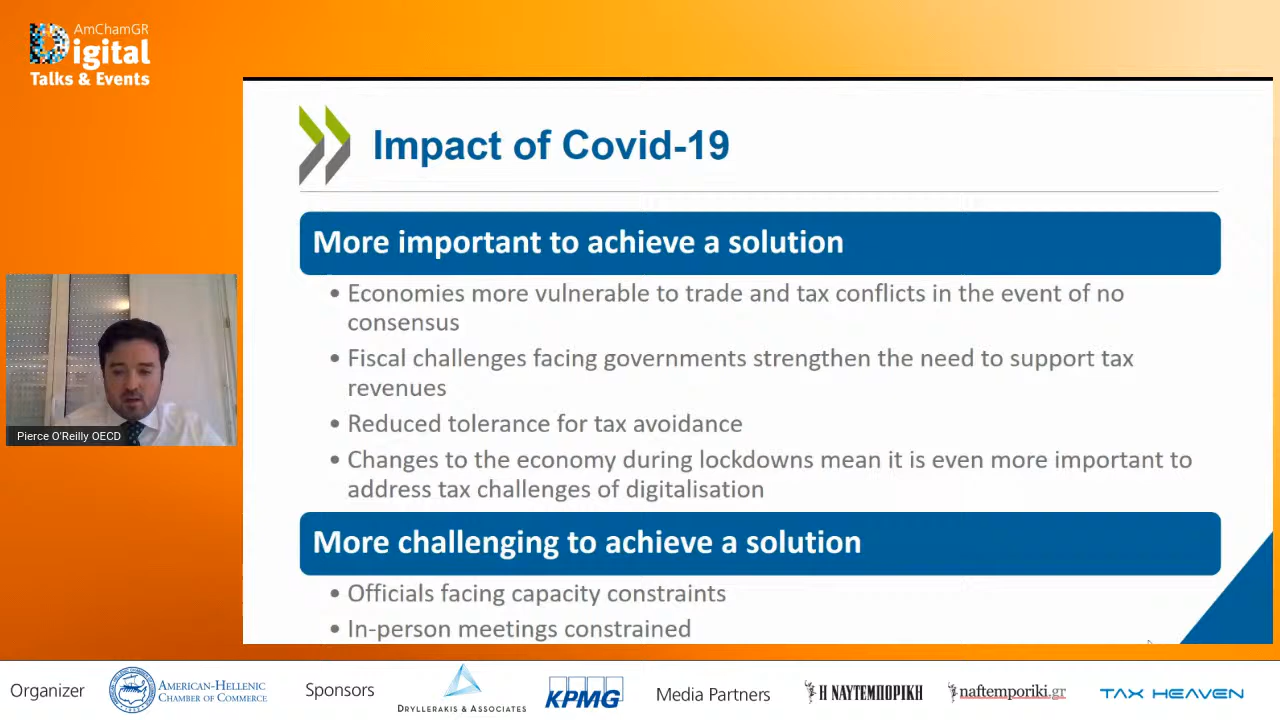 AmChamGR
Digital
Talks & Events
Impact of Covid-19
More important to achieve a solution
• Economies more vulnerable to trade and tax conflicts in the event of no
consensus
• Fiscal challenges facing governments strengthen the need to support tax
revenues
• Reduced tolerance for tax avoidance
• Changes to the economy during lockdowns mean it is even more important to
address tax challenges of digitalisation
More challenging to achieve a solution
• Officials facing capacity constraints
• In-person meetings constrained
Pierce O'Reilly OECD
Organizer
AMERICAN-HELLENIC
CHAMBER OF COMMERCE
Sponsors
DRYLLERAKIS & ASSOCIATES
KPMG
Media Partners
Η ΝΑΥΤΕΜΠΟΡΙΚΗ
naftemporiki.gr
TAX HEAVEN